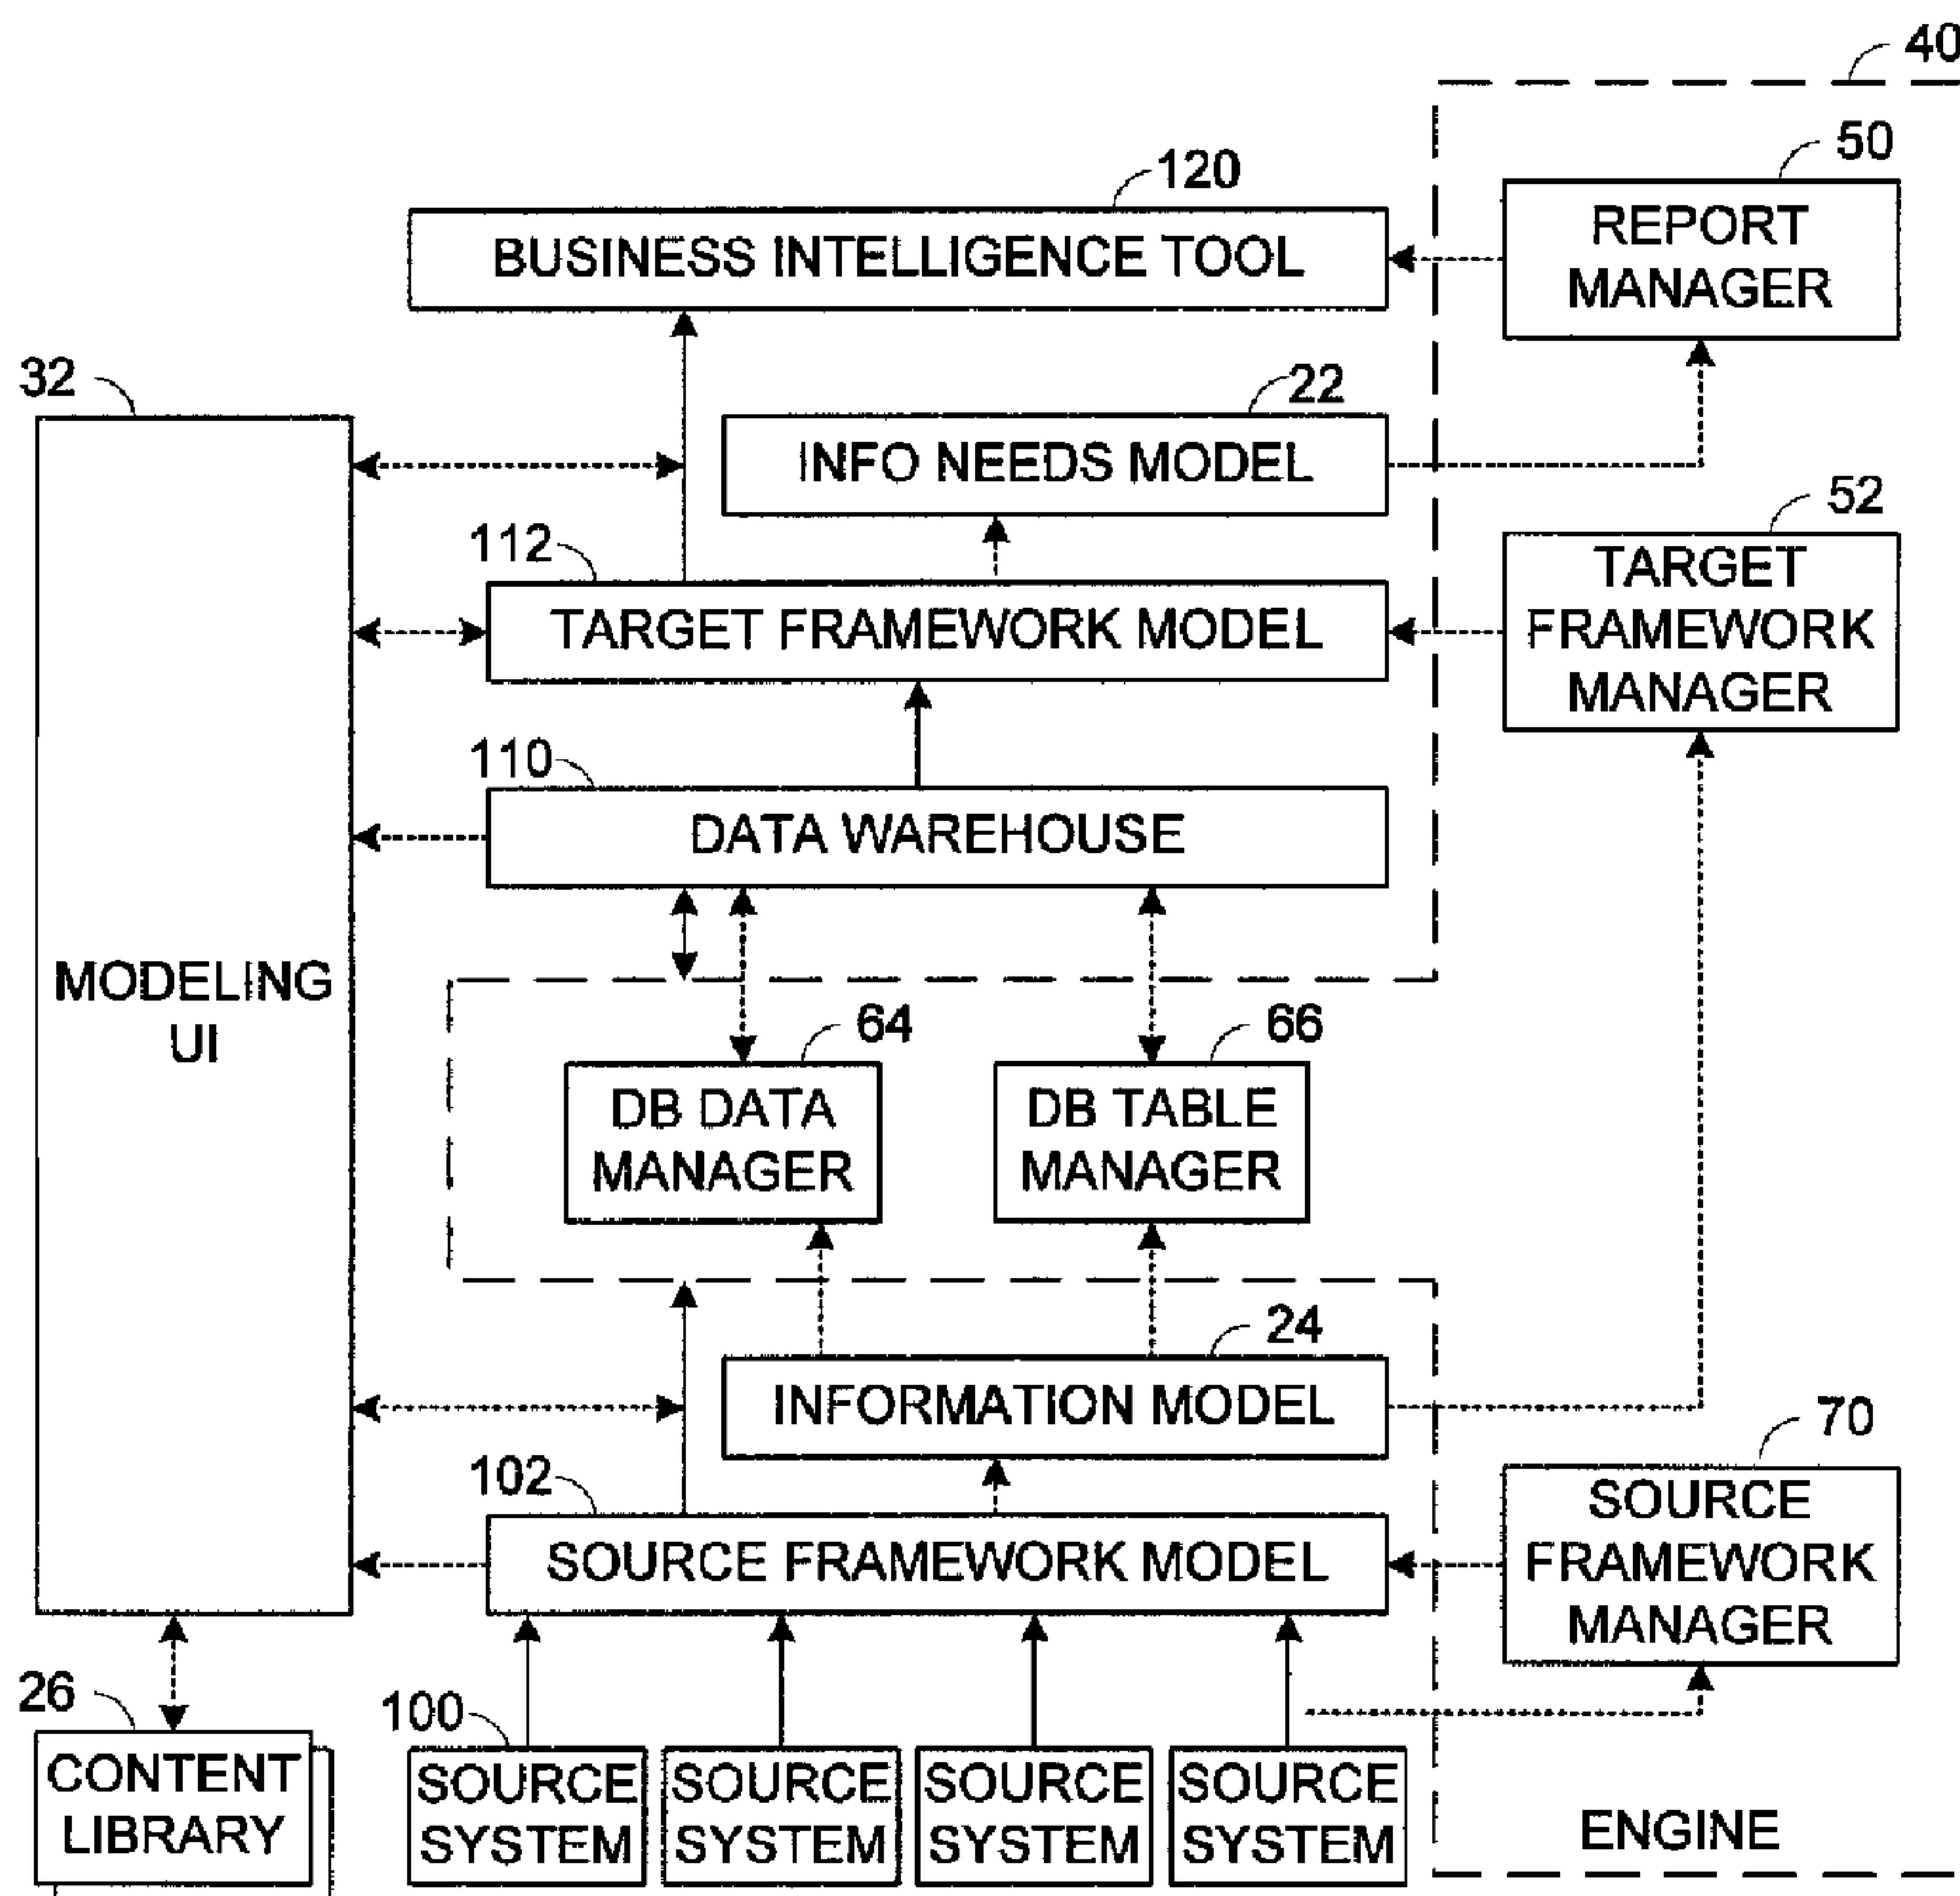 40
50
120
REPORT
MANAGER
BUSINESS INTELLIGENCE TOOL
32
22
INFO NEEDS MODEL
52
112
TARGET
FRAMEWORK
MANAGER
TARGET FRAMEWORK MODEL
110
DATA WAREHOUSE
MODELING
UI
64
66
DB DATA
MANAGER
DB TABLE
MANAGER
24
INFORMATION MODEL
70
102
SOURCE
FRAMEWORK
MANAGER
SOURCE FRAMEWORK MODEL
26
100
CONTENT
LIBRARY
SOURCE
SYSTEM
SOURCE
SYSTEM
SOURCE
SYSTEM
SOURCE
SYSTEM
ENGINE